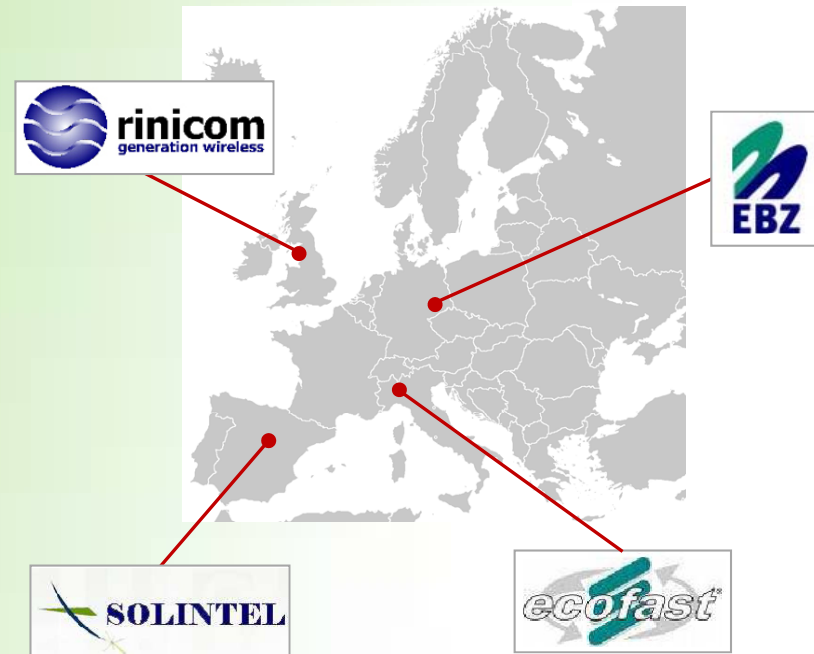 rinicom
generation wireless
EBZ
SOLINTEL
ecofast